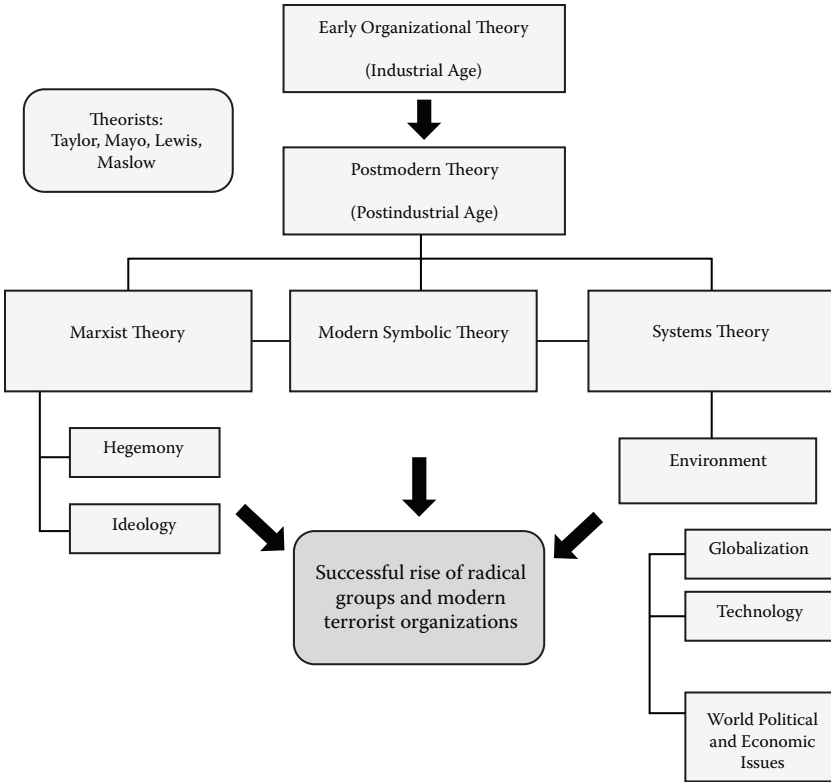 Early Organizational Theory
(Industrial Age)
Theorists:
Taylor, Mayo, Lewis,
Maslow
Postmodern Theory
(Postindustrial Age)
Marxist Theory
Modern Symbolic Theory
Systems Theory
Hegemony
Ideology
Environment
Successful rise of radical
groups and modern
terrorist organizations
Globalization
Technology
World Political
and Economic
Issues